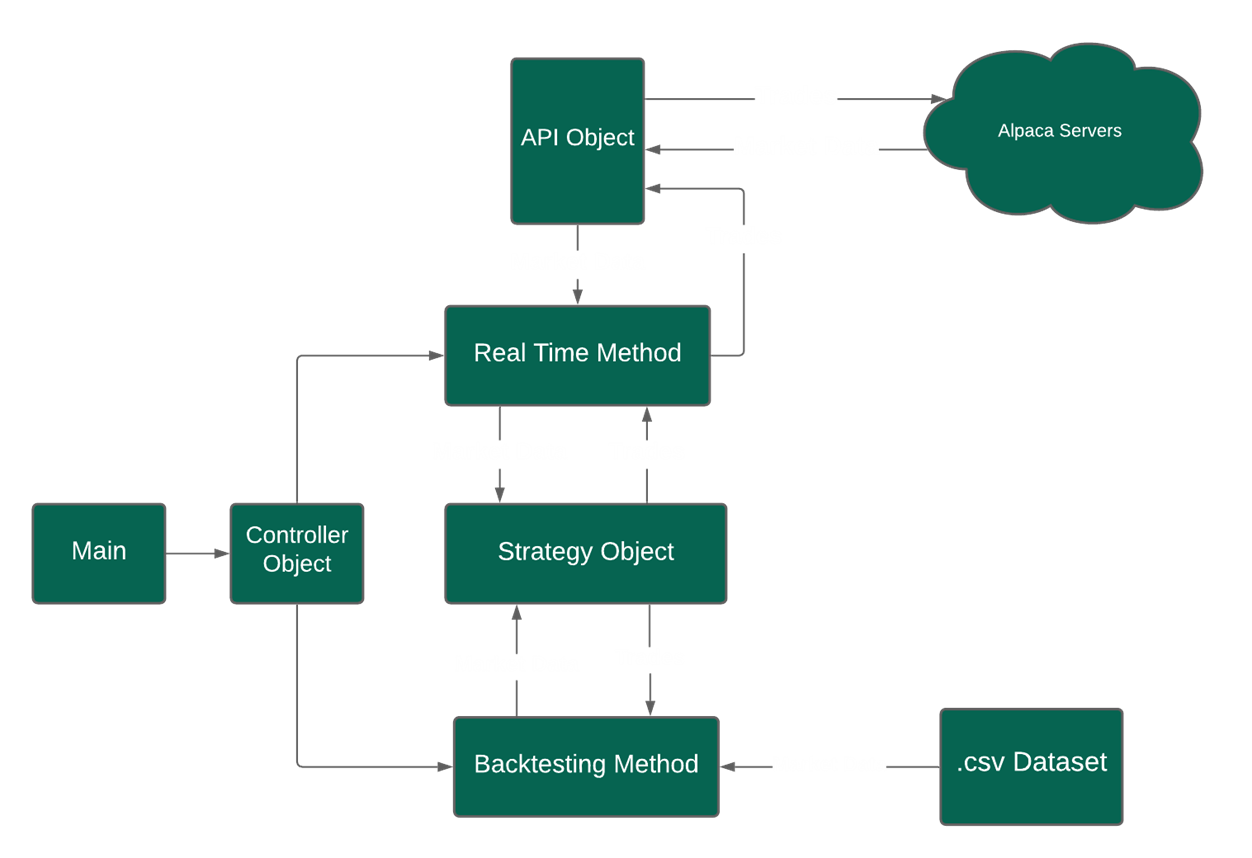 API Object
Alpaca Servers
Real Time Method
Main
Controller
Object
Strategy Object
Backtesting Method
.csv Dataset